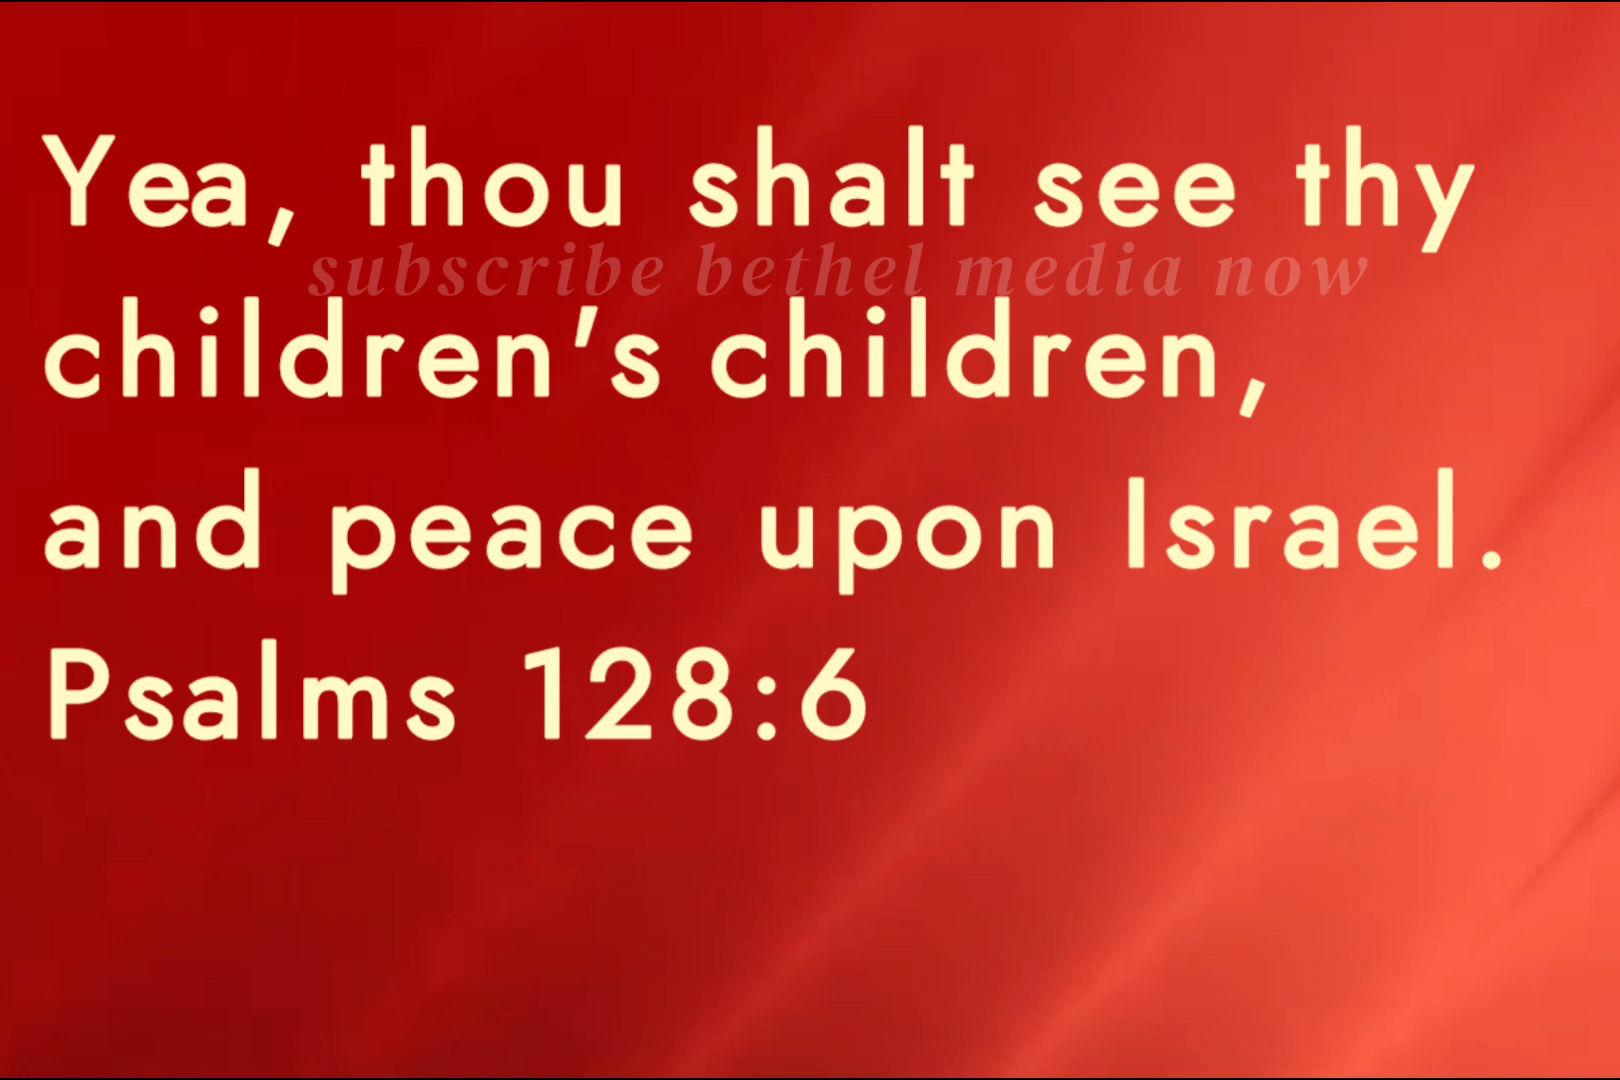 Yea, thou shalt see thy
subscribe bethel media now
children's children,
and peace upon Israel.
Psalms 128:6